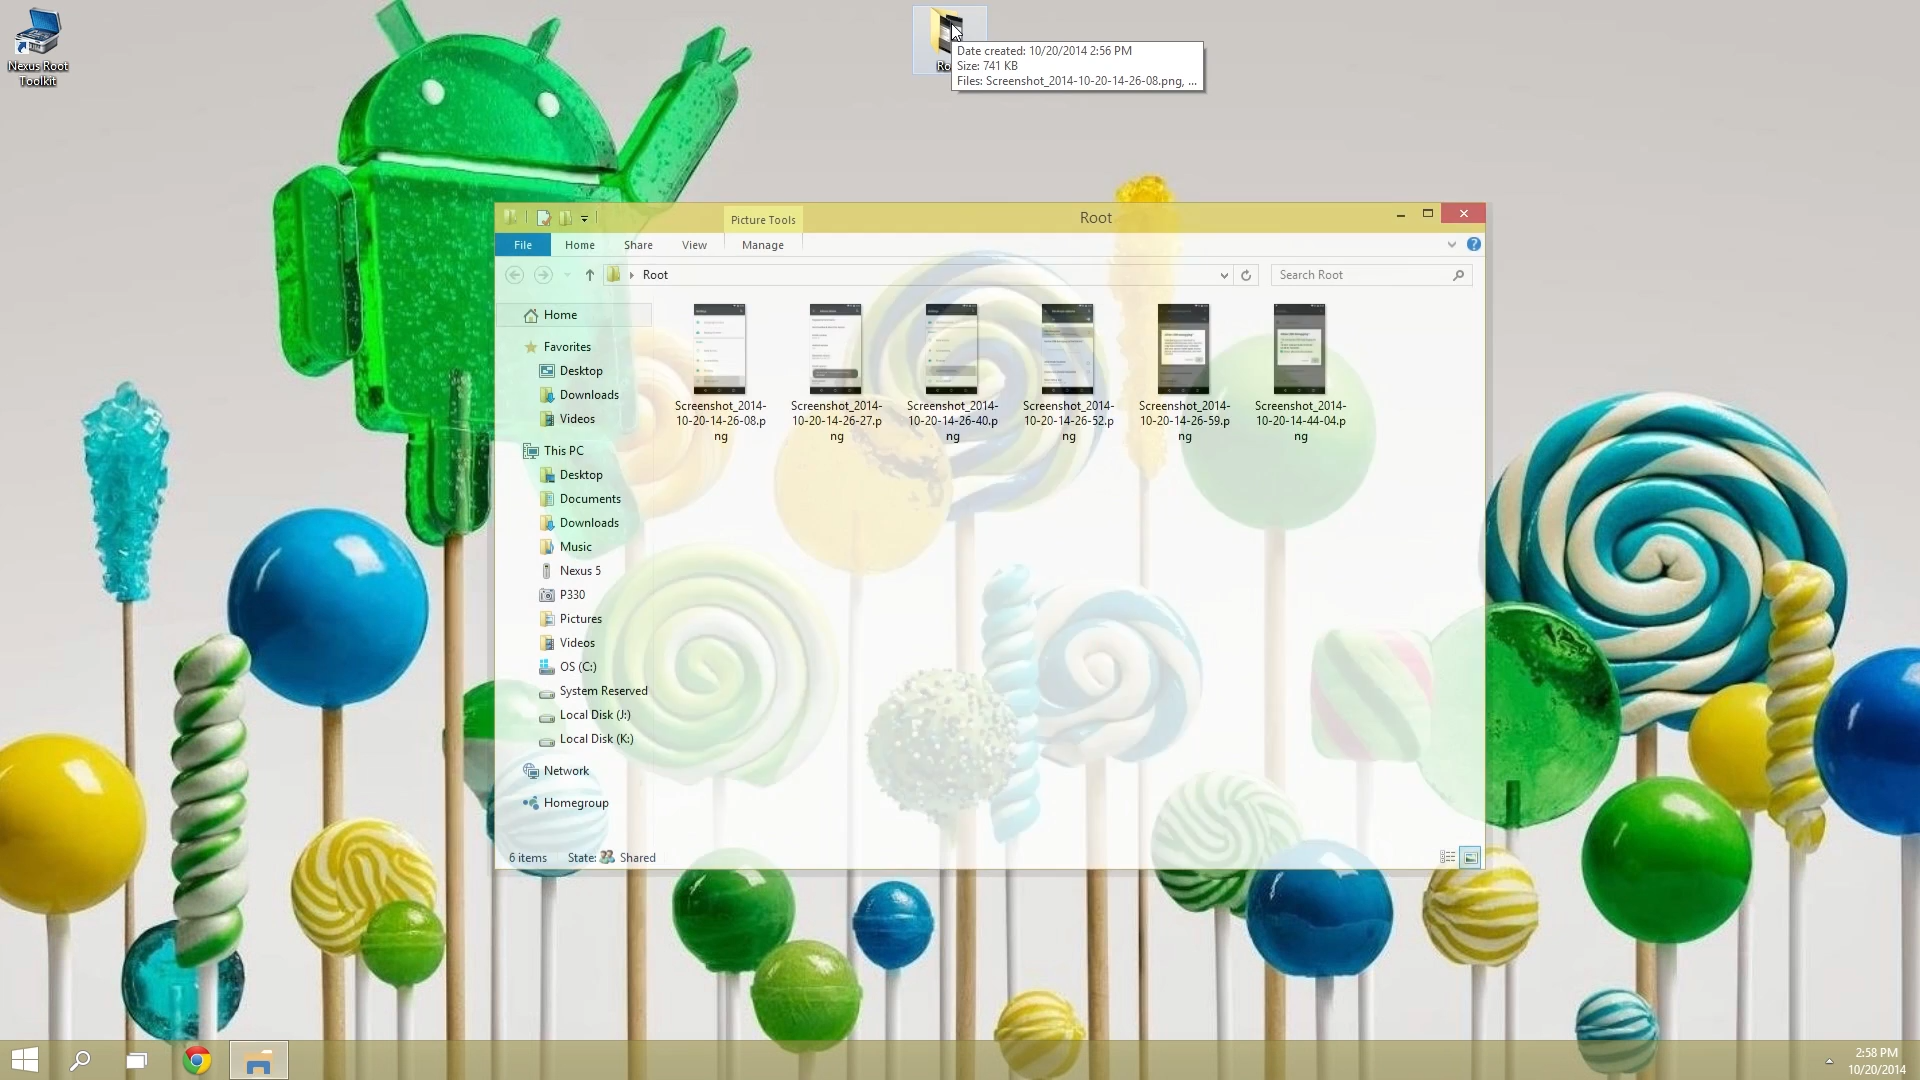 Nexus Root
Toolkit
Date created: 10/20/2014 2:56 PM
Size: 741 KB
Files: Screenshot_2014-10-20-14-26-08.png, ...
Picture Tools
Root
File
Home
Share
View
Manage
Root
Search Root
Home
Favorites
Desktop
Downloads
Videos
This PC
Desktop
Documents
Downloads
Music
Nexus 5
P330
Pictures
Videos
OS (C:)
System Reserved
Local Disk (J:)
Local Disk (K:)
Network
Homegroup
Screenshot_2014-
10-20-14-26-08.p
ng
Screenshot_2014-
10-20-14-26-27.p
ng
Screenshot_2014-
10-20-14-26-40.p
ng
Screenshot_2014-
10-20-14-26-52.p
ng
Screenshot_2014-
10-20-14-26-59.p
ng
Screenshot_2014-
10-20-14-44-04.p
ng
6 items
State: Shared
2:58 PM
10/20/2014